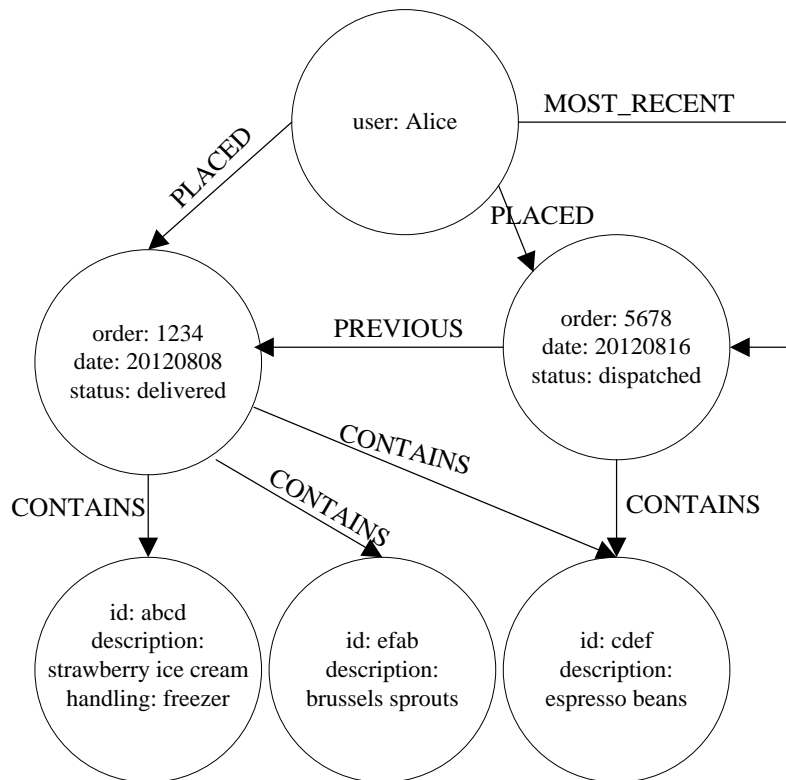 user: Alice
MOST_RECENT
PLACED
PLACED
order: 1234
date: 20120808
status: delivered
PREVIOUS
order: 5678
date: 20120816
status: dispatched
CONTAINS
CONTAINS
CONTAINS
CONTAINS
id: abcd
description:
strawberry ice cream
handling: freezer
id: efab
description:
brussels sprouts
id: cdef
description:
espresso beans